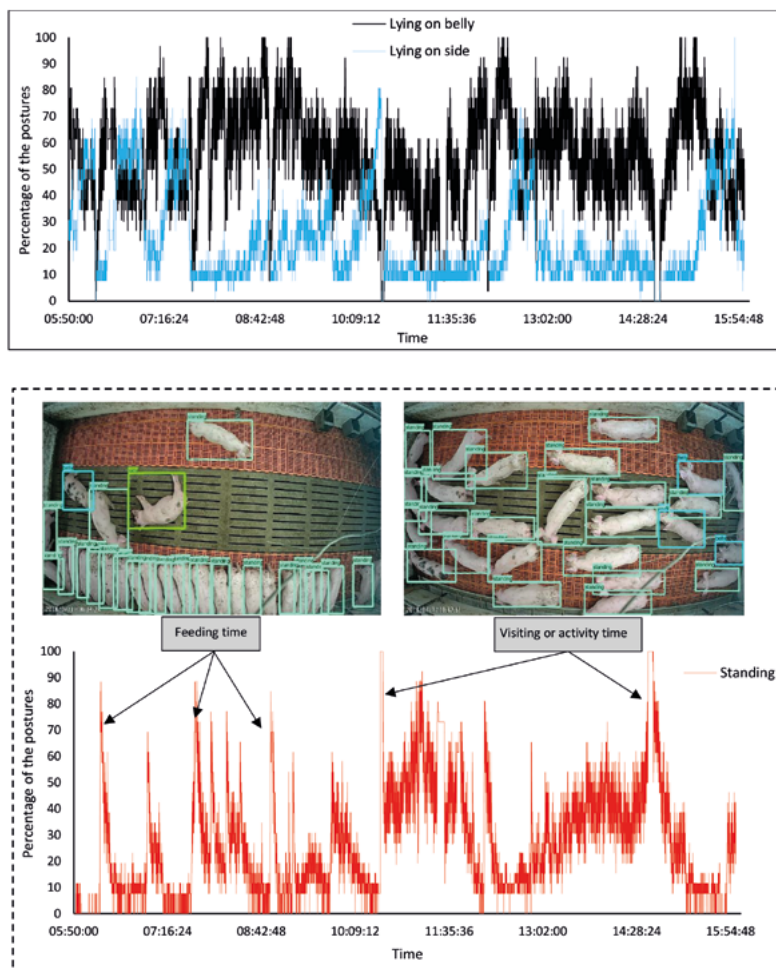 Lying on belly
Lying on side
Percentage of the postures
100
90
80
70
60
50
40
30
20
10
0
05:50:00 07:16:24 08:42:48 10:09:12 11:35:36 13:02:00 14:28:24 15:54:48
Time
Feeding time
Visiting or activity time
Standing
Percentage of the postures
100
90
80
70
60
50
40
30
20
10
0
05:50:00 07:16:24 08:42:48 10:09:12 11:35:36 13:02:00 14:28:24 15:54:48
Time